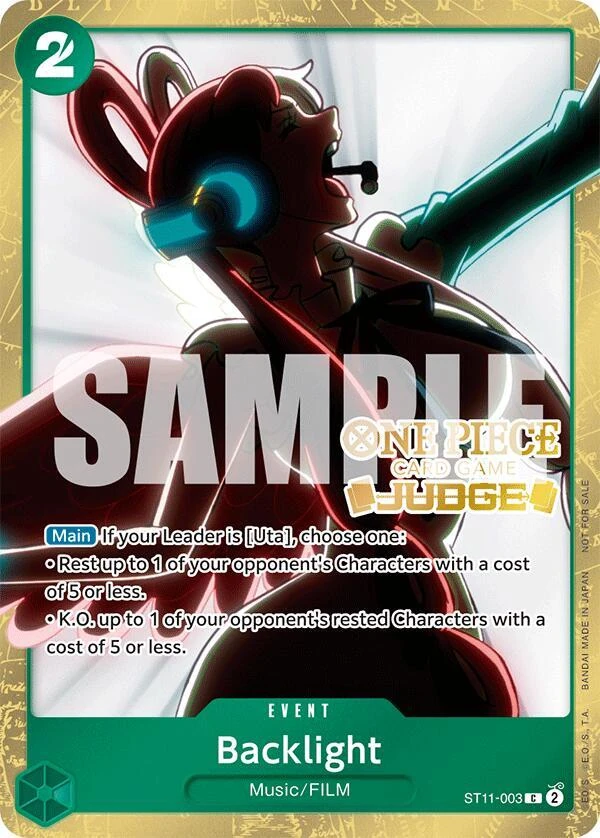 2
SAMPLE
ONE PIECE
CARD GAME
JUDGE
Main If your Leader is [Uta], choose one:
• Rest up to 1 of your opponent's Characters with a cost
of 5 or less.
• K.O. up to 1 of your opponent's rested Characters with a
cost of 5 or less.
EVENT
Backlight
Music/FILM
ST11-003 C 2
BANDAI MADE IN JAPAN NOT FOR SALE